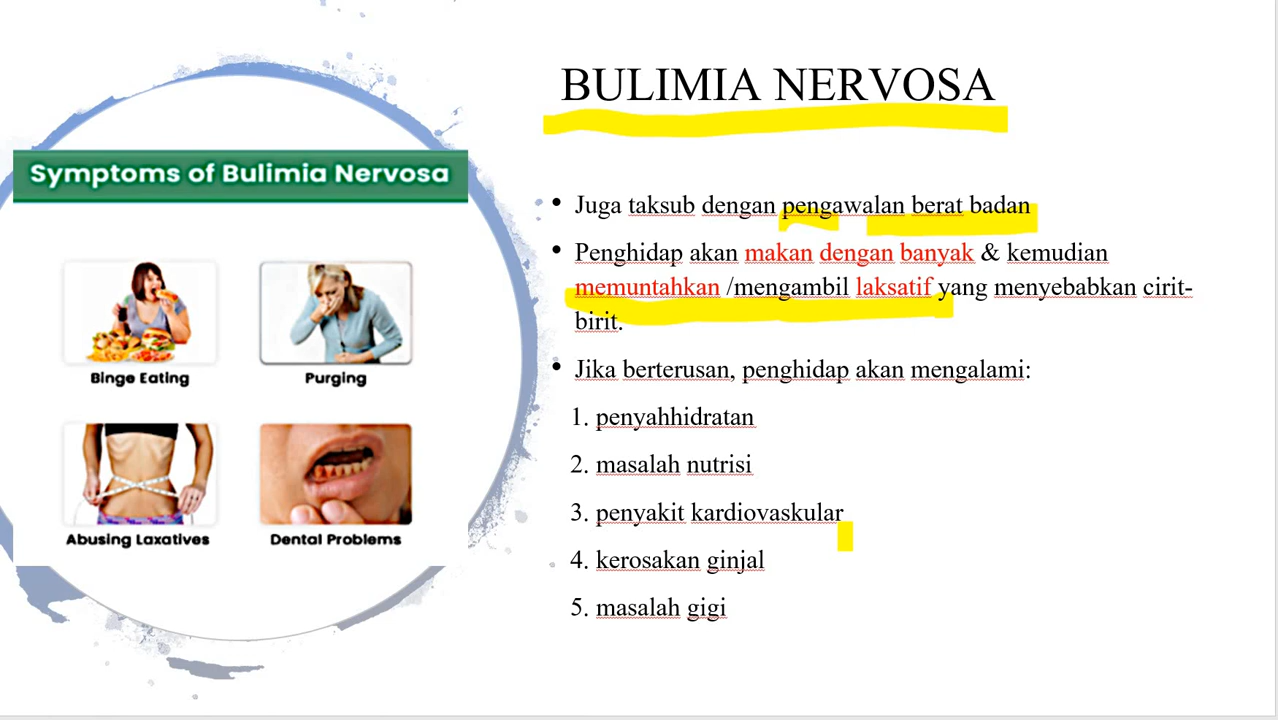 BULIMIA NERVOSA
Symptoms of Bulimia Nervosa
Binge Eating
Purging
Abusing Laxatives
Dental Problems
• Juga taksub dengan pengawalan berat badan
• Penghidap akan makan dengan banyak & kemudian
memuntahkan /mengambil laksatif yang menyebabkan cirit-
birit.
• Jika berterusan, penghidap akan mengalami:
1. penyahhidratan
2. masalah nutrisi
3. penyakit kardiovaskular
4. kerosakan ginjal
5. masalah gigi